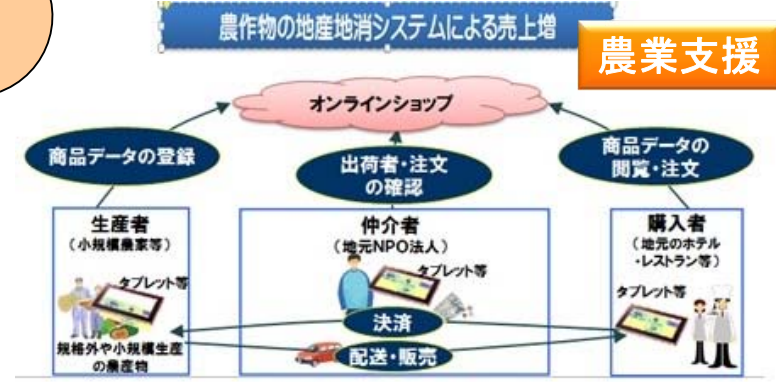 農作物の地産地消システムによる売上増
農業支援
オンラインショップ
商品データの登録
出荷者・注文
の確認
商品データの
閲覧・注文
生産者
（小規模農家等）
タブレット等
規格外や小規模生産
の農産物
仲介者
（地元NPO法人）
タブレット等
購入者
（地元のホテル
・レストラン等）
タブレット等
決済
配送・販売